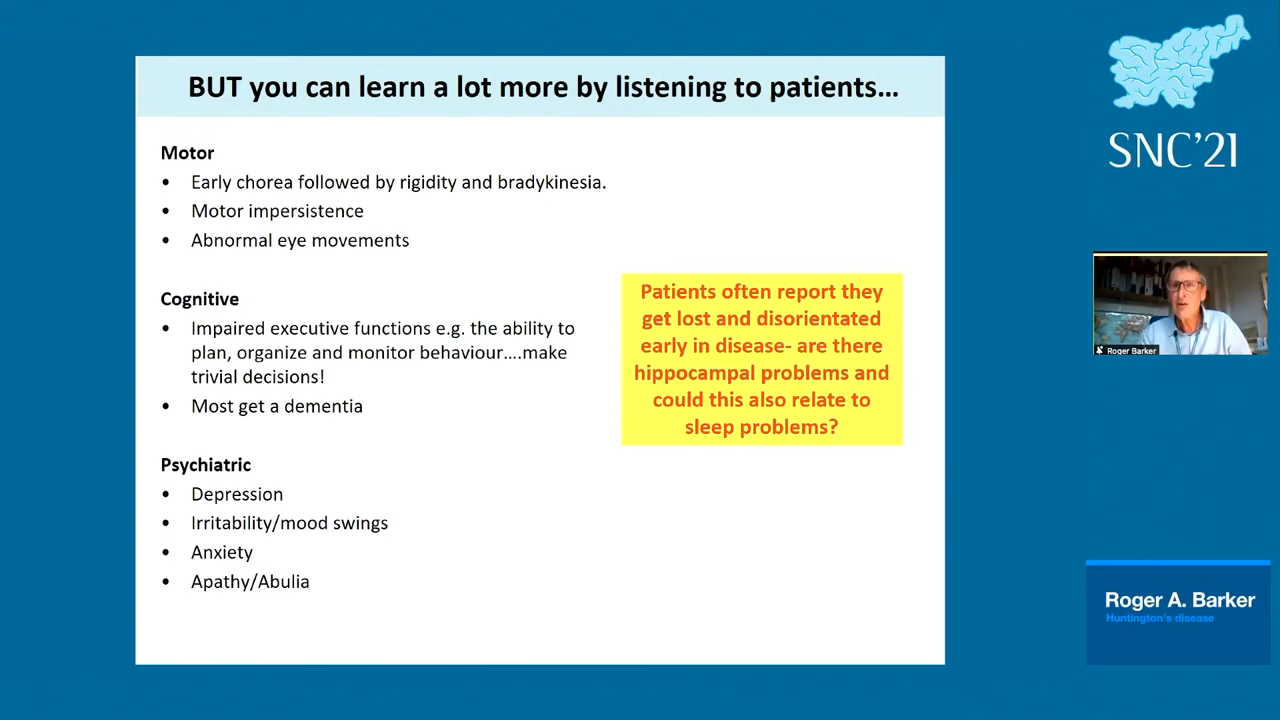 BUT you can learn a lot more by listening to patients…
Motor
• Early chorea followed by rigidity and bradykinesia.
• Motor impersistence
• Abnormal eye movements
Cognitive
• Impaired executive functions e.g. the ability to
plan, organize and monitor behaviour….make
trivial decisions!
• Most get a dementia
Psychiatric
• Depression
• Irritability/mood swings
• Anxiety
• Apathy/Abulia
Patients often report they
get lost and disorientated
early in disease- are there
hippocampal problems and
could this also relate to
sleep problems?
SNC’21
Roger Barker
Roger A. Barker
Huntington's disease